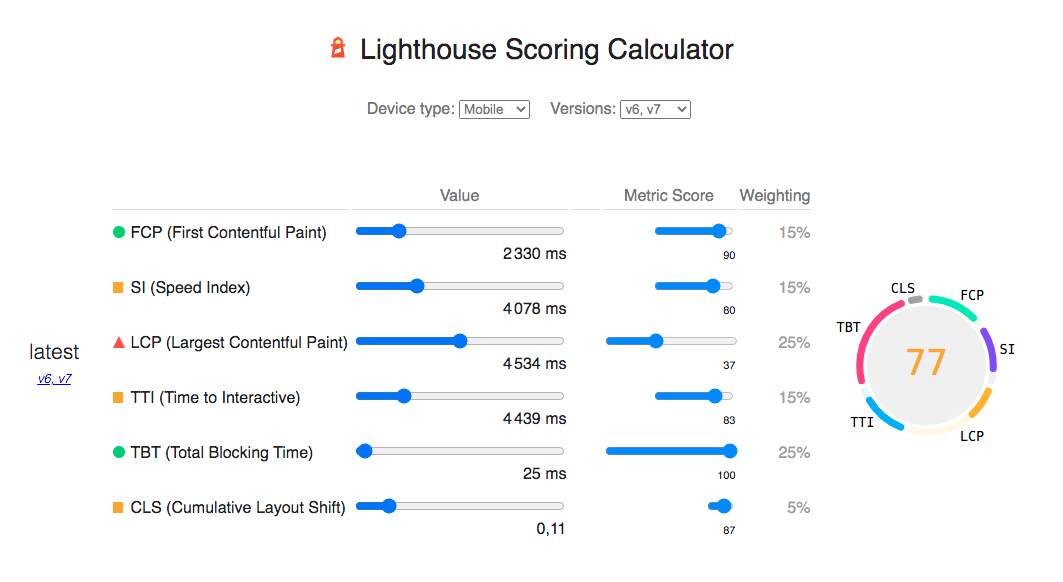 Lighthouse Scoring Calculator
Device type: Mobile Versions: v6, v7
Value Metric Score Weighting
FCP (First Contentful Paint) 15%
2 330 ms 90
SI (Speed Index) 15%
4 078 ms 80
latest
v6, v7
LCP (Largest Contentful Paint) 25%
4 534 ms 37
TTI (Time to Interactive) 15%
4 439 ms 83
TBT (Total Blocking Time) 25%
25 ms 100
CLS (Cumulative Layout Shift) 5%
0,11 87
CLS
FCP
TBT
SI
77
TTI
LCP